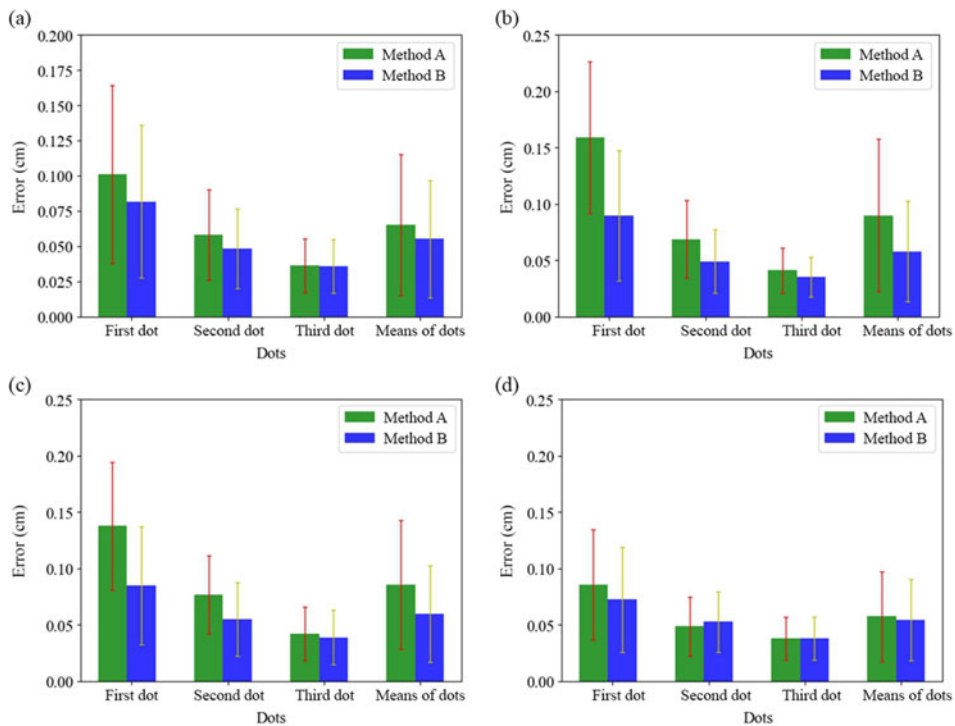 (a)
0.200
0.175
0.150
0.125
0.100
0.075
0.050
0.025
0.000
Error (cm)
Method A
Method B
First dot Second dot Third dot Means of dots
Dots
(b)
0.25
0.20
0.15
0.10
0.05
0.00
Error (cm)
Method A
Method B
First dot Second dot Third dot Means of dots
Dots
(c)
0.25
0.20
0.15
0.10
0.05
0.00
Error (cm)
Method A
Method B
First dot Second dot Third dot Means of dots
Dots
(d)
0.25
0.20
0.15
0.10
0.05
0.00
Error (cm)
Method A
Method B
First dot Second dot Third dot Means of dots
Dots